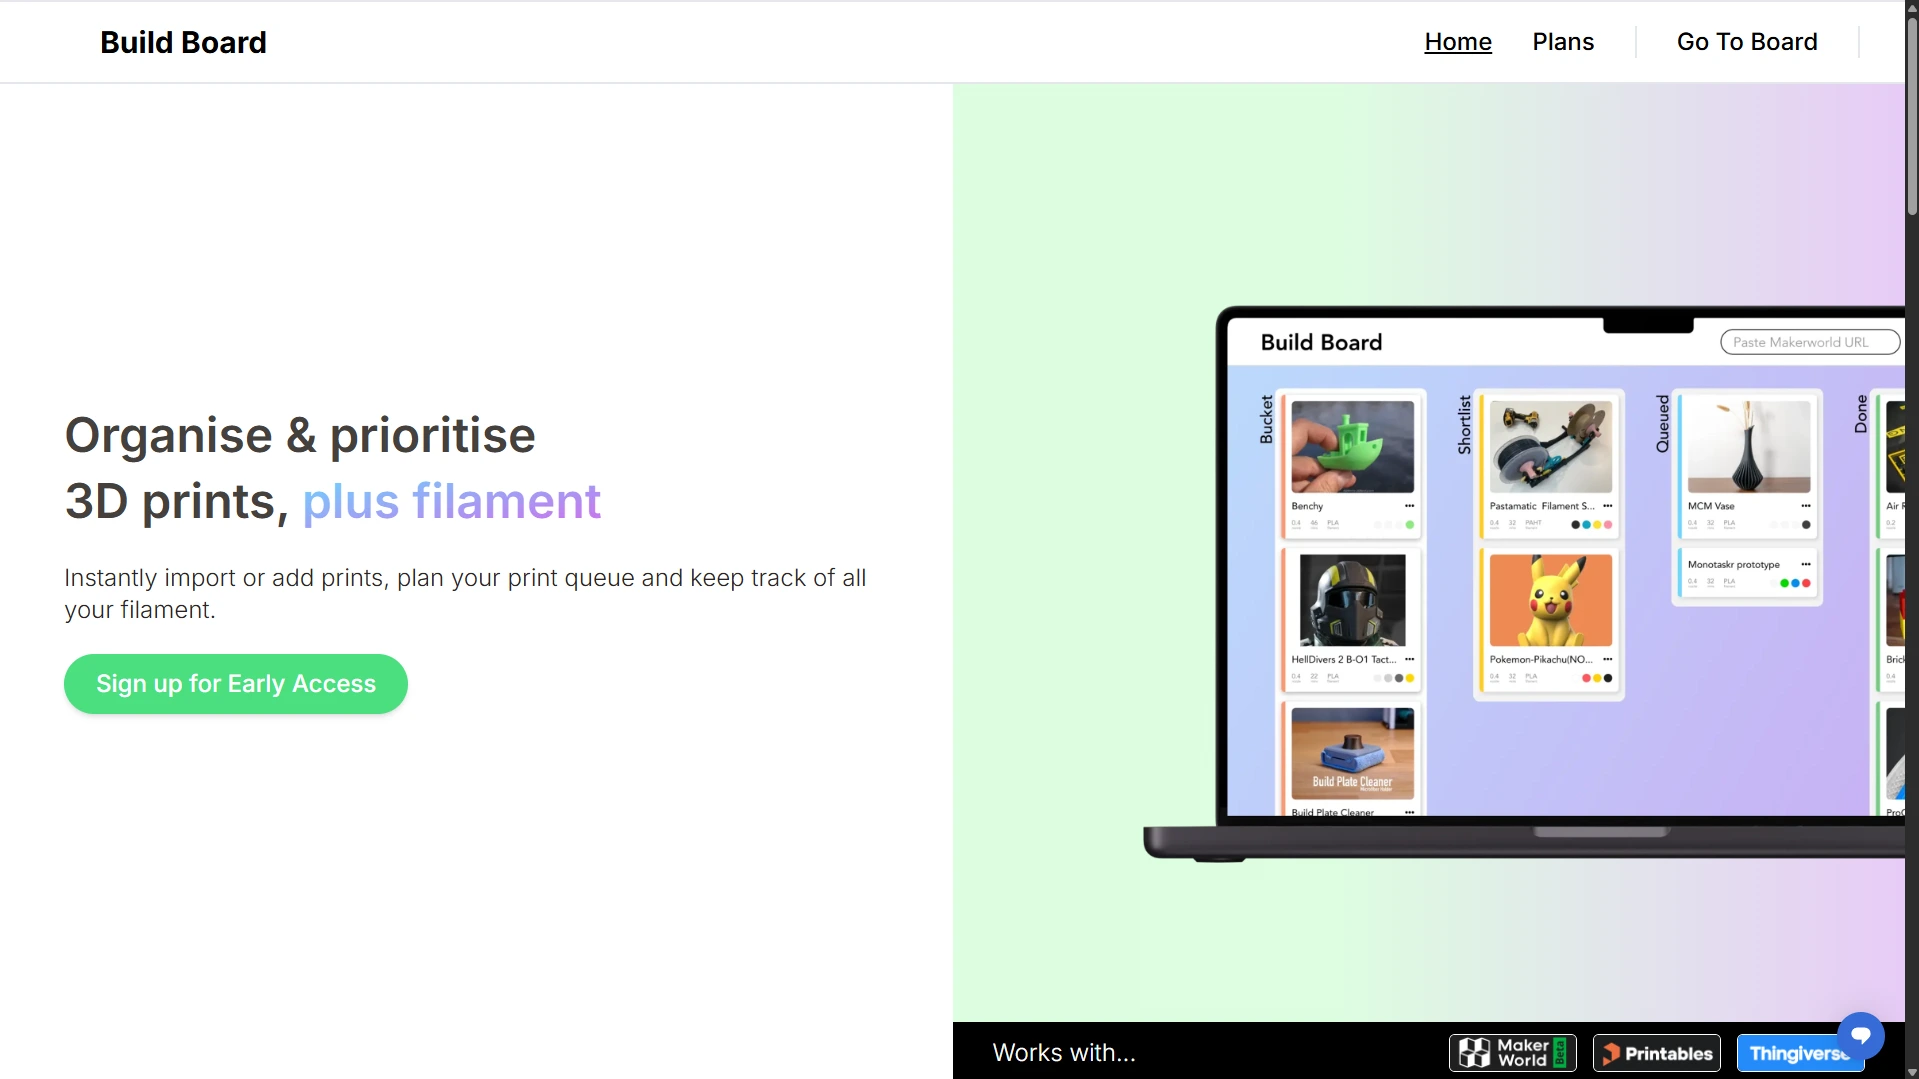 Build Board
Home
Plans
Go To Board
Organise & prioritise
3D prints, plus filament
Instantly import or add prints, plan your print queue and keep track of all
your filament.
Sign up for Early Access
Build Board
Paste Makerworld URL
Bucket
Benchy
0.4 46 PLA
HellDivers 2 B-01 Tact...
0.4 22 PLA
Build Plate Cleaner
Microfiber folder
Build Plate Cleaner
Shortlist
Pastamatic Filament S...
0.4 32 PAHT
Pokemon-Pikachu(NO...
0.4 32 PLA
Queued
MCM Vase
0.4 32 PLA
Monotaskr prototype
0.4 32 PLA
Done
Air
0.2
Brick
0.4
Works with...
Maker
World
Beta
Printables
Thingiverse